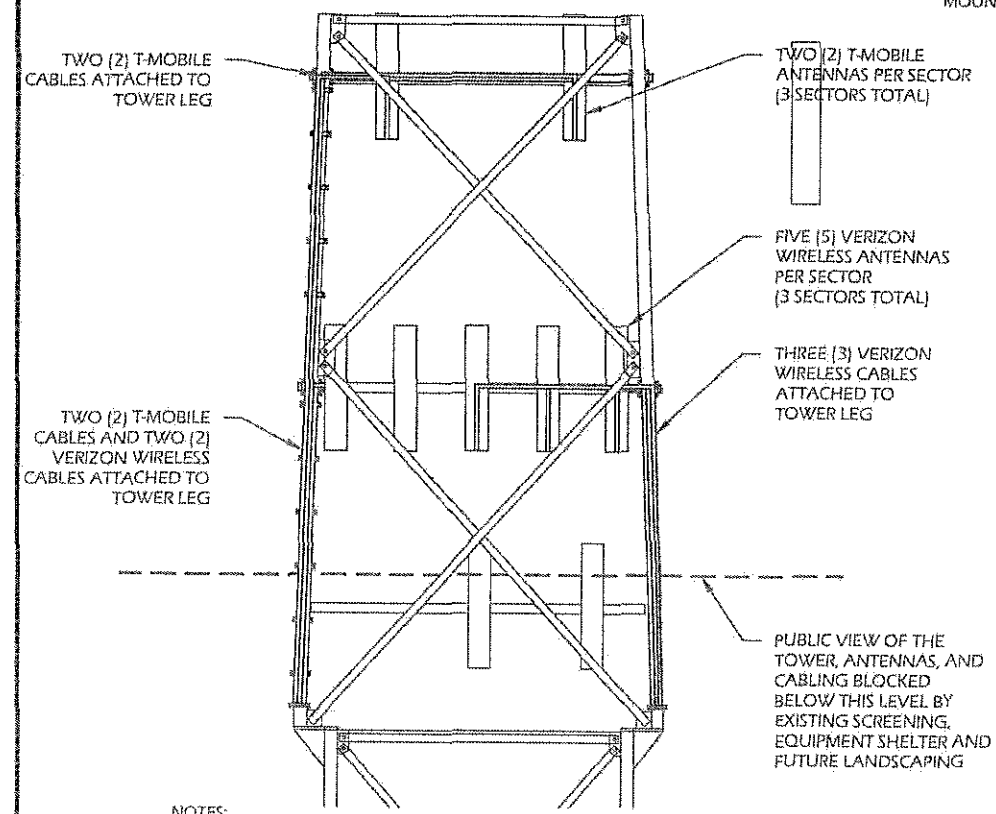 MOUN
TWO (2) T-MOBILE
CABLES ATTACHED TO
TOWER LEG
TWO (2) T-MOBILE
ANTENNAS PER SECTOR
(3 SECTORS TOTAL)
FIVE (5) VERIZON
WIRELESS ANTENNAS
PER SECTOR
(3 SECTORS TOTAL)
THREE (3) VERIZON
WIRELESS CABLES
ATTACHED TO
TOWER LEG
TWO (2) T-MOBILE
CABLES AND TWO (2)
VERIZON WIRELESS
CABLES ATTACHED TO
TOWER LEG
PUBLIC VIEW OF THE
TOWER, ANTENNAS, AND
CABLING BLOCKED
BELOW THIS LEVEL BY
EXISTING SCREENING,
EQUIPMENT SHELTER AND
FUTURE LANDSCAPING
NOTES: